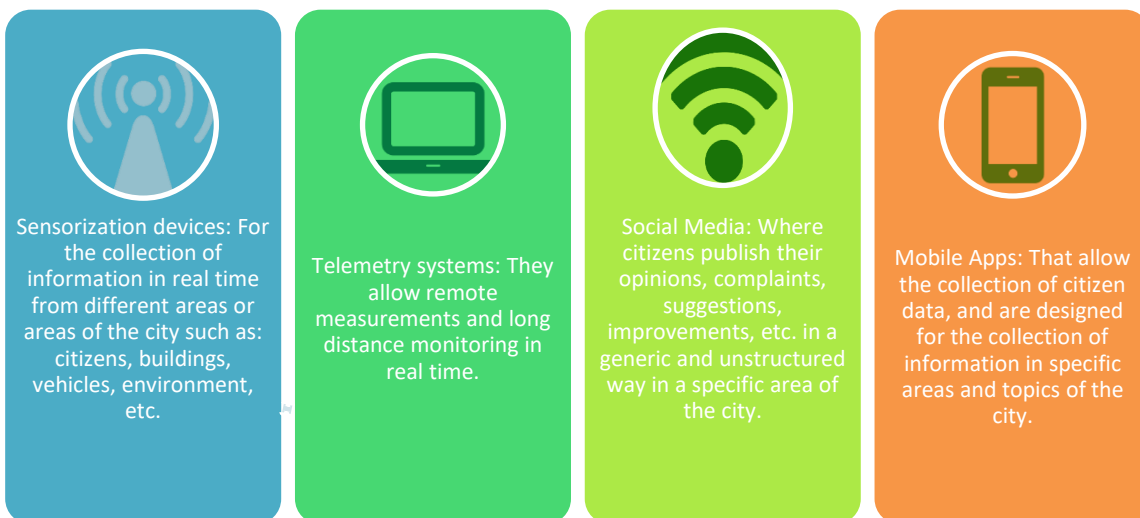 Sensorization devices: For
the collection of
information in real time
from different areas or
areas of the city such as:
citizens, buildings,
vehicles, environment,
etc.
Telemetry systems: They
allow remote
measurements and long
distance monitoring in
real time.
Social Media: Where
citizens publish their
opinions, complaints,
suggestions,
improvements, etc. in a
generic and unstructured
way in a specific area of
the city.
Mobile Apps: That allow
the collection of citizen
data, and are designed
for the collection of
information in specific
areas and topics of the
city.